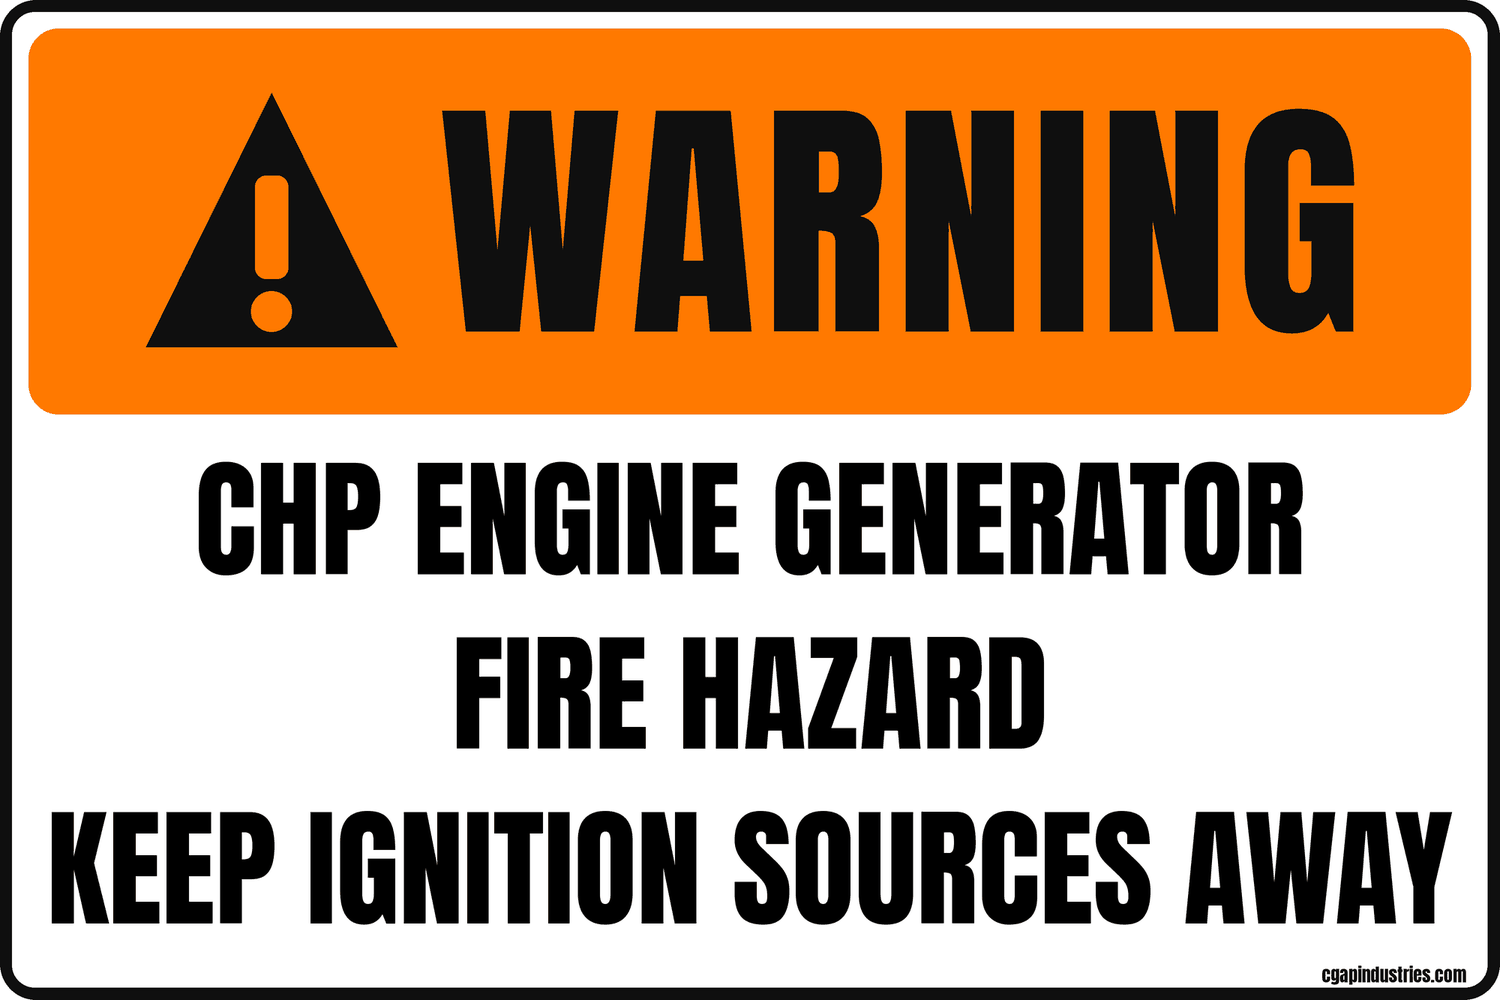 WARNING
CHP ENGINE GENERATOR
FIRE HAZARD
KEEP IGNITION SOURCES AWAY
cgapindustries.com